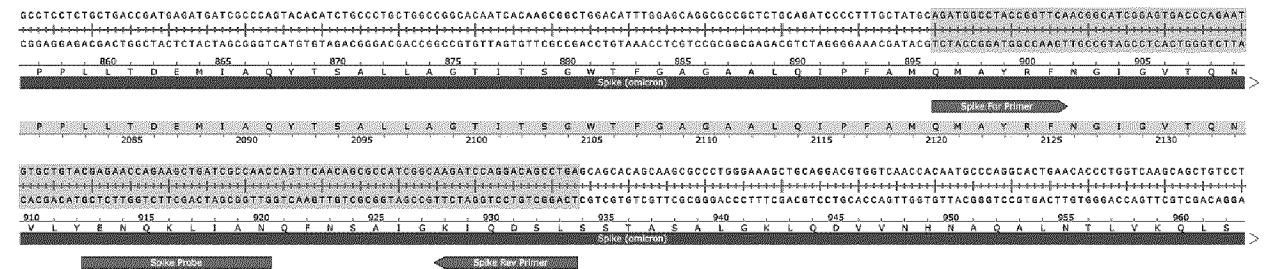 GCCTCCTCTGCTGACCGATGAGATGATCGCCCAGTACACATCTGCCCTGCTGGCCGGCACAATCACAAGCGGCTGGACATTTGGAGCAGGCGCCGCTCTGCAGATCCCCTTTGCTATGCAGATGGCCTACCGGTTCAACGGCATCGGAGTGACCCAGAAT
CGGAGGAGACGACTGGCTACTCTACTAGCGGGTCATGTGTAGACGGGACGACCGGCCGTGTTAGTGTTCGCCGACCTGTAAACCTCGTCCGCGGCGAGACGTCTAGGGGAAACGATACGTCTACCGGATGGCCAAGTTGCCGTAGCCTCACTGGGTCTTA
860 865 870 875 880 885 890 895 900 905
P P L L T D E M I A Q Y T S A L L A G T I T S G W T F G A G A A L Q I P F A M Q M A Y R F N G I G V T Q N
Spike (omicron)
Spike For Primer
P P L L T D E M I A Q Y T S A L L A G T I T S G W T F G A G A A L Q I P F A M Q M A Y R F N G I G V T Q N
2085 2090 2095 2100 2105 2110 2115 2120 2125 2130
GTGCTGTACGAGAACCAGAAGCTGATCGCCAACCAGTTCAACAGCGCCATCGGCAAGATCCAGGACAGCCTGAGCAGCACAGCAAGCGCCCTGGGAAAGCTGCAGGACGTGGTCAACCACAATGCCCAGGCACTGAACACCCTGGTCAAGCAGCTGTCCT
CACGACATGCTCTTGGTCTTCGACTAGCGGTTGGTCAAGTTGTCGCGGTAGCCGTTCTAGGTCCTGTCGGACTCGTCGTGTCGTTCGCGGGACCCTTTCGACGTCCTGCACCAGTTGGTGTTACGGGTCCGTGACTTGTGGGACCAGTTCGTCGACAGGA
910 915 920 925 930 935 940 945 950 955 960
V L Y E N Q K L I A N Q F N S A I G K I Q D S L S S T A S A L G K L Q D V V N H N A Q A L N T L V K Q L S
Spike (omicron)
Spike Probe Spike Rev Primer